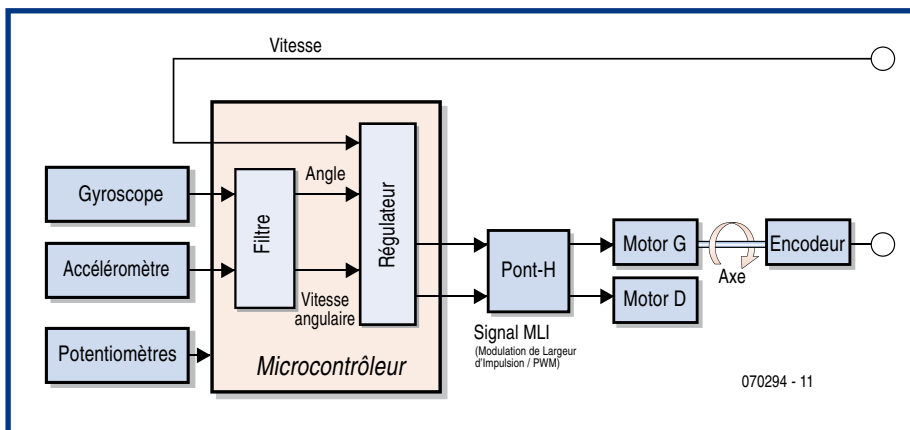 Vitesse
Gyroscope
Accéléromètre
Potentiomètres
Filtre
Angle
Vitesse
angulaire
Régulateur
Microcontrôleur
Pont-H
Signal MLI
(Modulation de Largeur
d'Impulsion / PWM)
Motor G
Motor D
Axe
Encodeur
070294 - 11